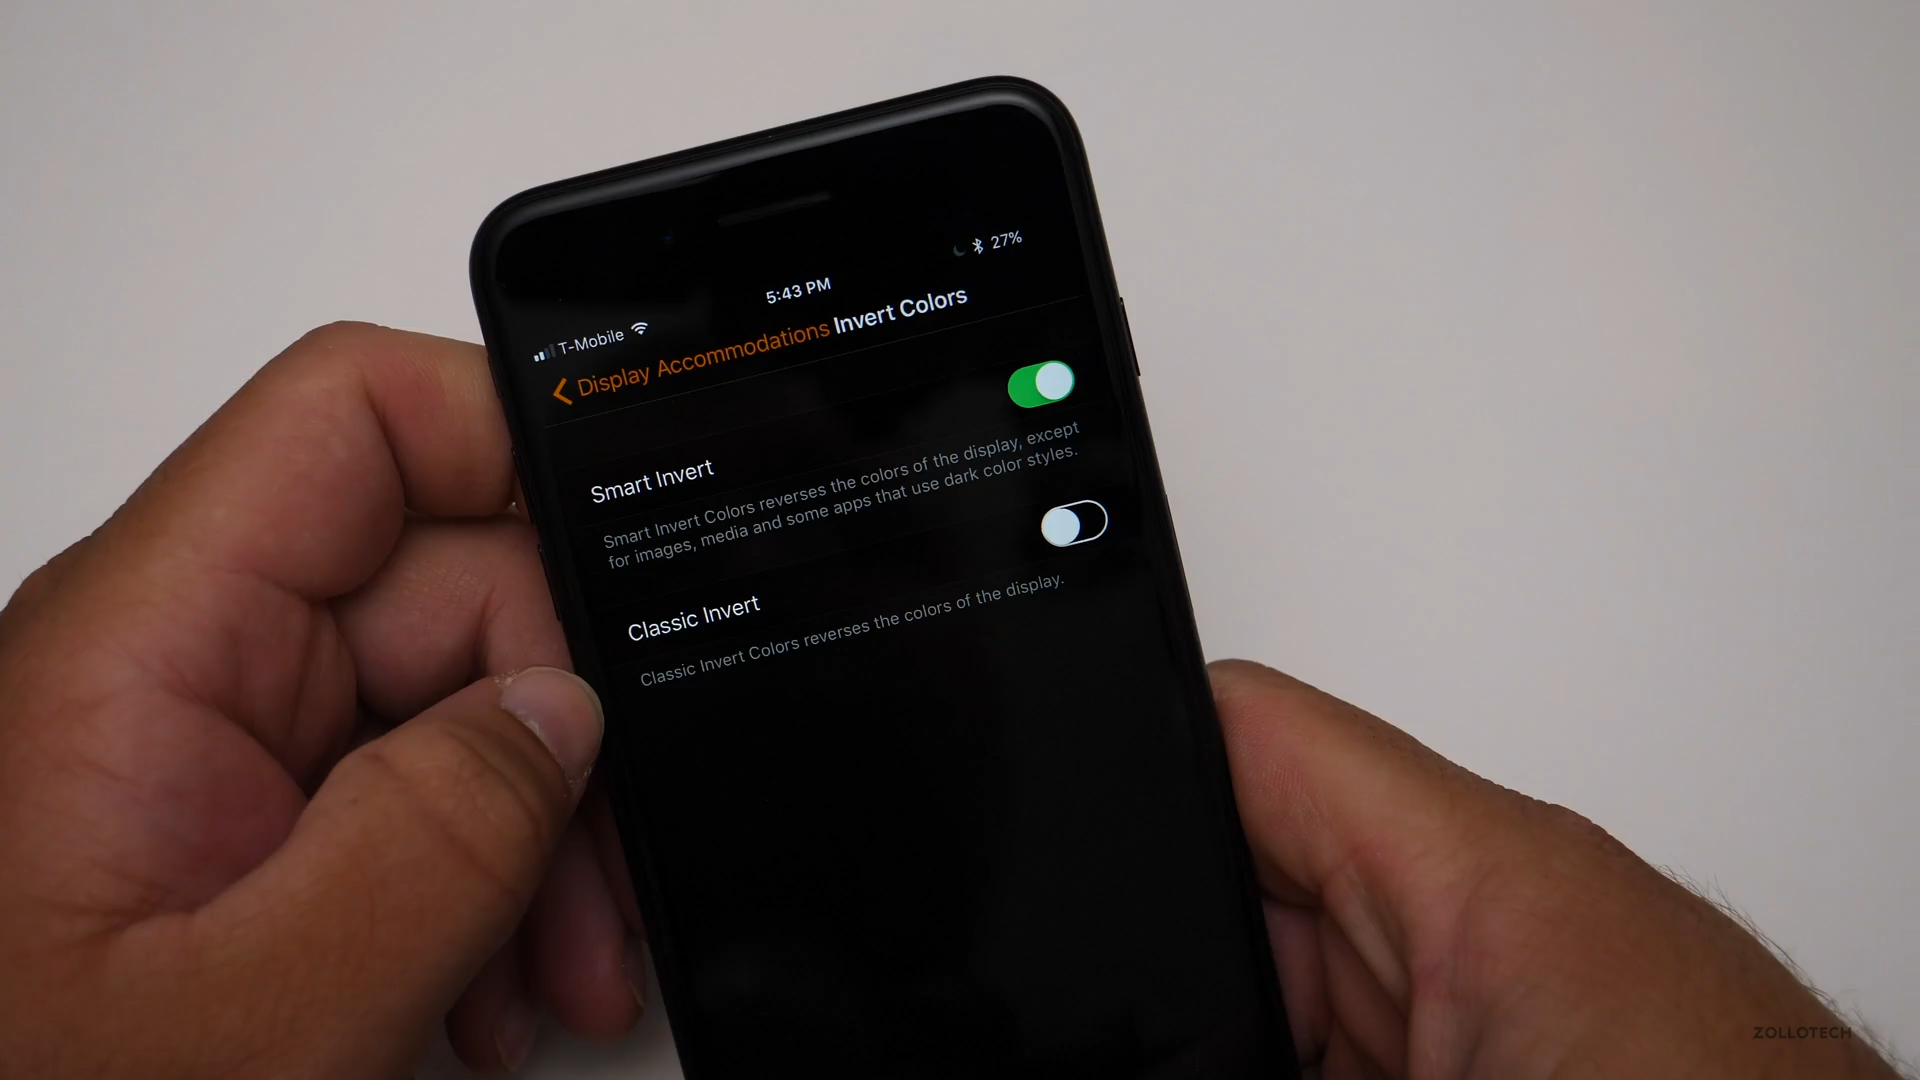 T-Mobile 5:43 PM 27%
Display Accommodations Invert Colors
Smart Invert
Smart Invert Colors reverses the colors of the display, except
for images, media and some apps that use dark color styles.
Classic Invert
Classic Invert Colors reverses the colors of the display.
ZOLLOTECH